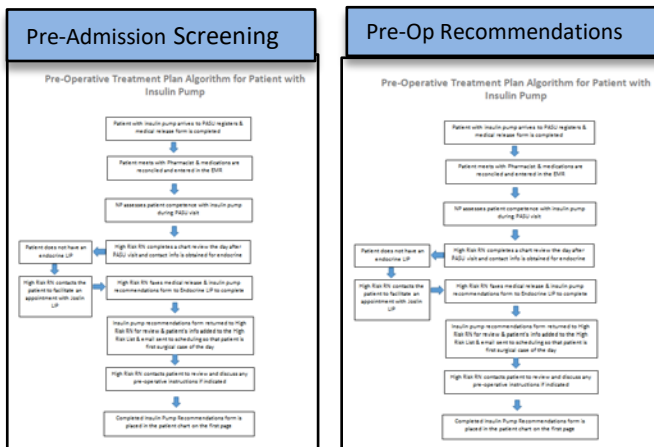 Pre-Admission Screening
Pre-Operative Treatment Plan Algorithm for Patient with
Insulin Pump
Patient with insulin pump arrives to PASU registers &
medical release form is completed
Patient meets with Pharmacist & medications are
reconciled and entered in the EMR
NP assesses patient competence with insulin pump
during PASU visit
Patient does not have an
endocrine LIP
High Risk RN completes a chart review the day after
PASU visit and contact info is obtained for endocrine
High Risk RN contacts the
patient to facilitate an
appointment with Joslin
LIP
High Risk RN faxes medical release & insulin pump
recommendations form to Endocrine LIP to complete
Insulin pump recommendations form returned to High
Risk RN for review & patient's info added to the High
Risk List & email sent to scheduling so that patient is
first surgical case of the day
High Risk RN contacts patient to review and discuss any
pre-operative instructions if indicated
Completed Insulin Pump Recommendations form is
placed in the patient chart on the first page
Pre-Op Recommendations
Pre-Operative Treatment Plan Algorithm for Patient with
Insulin Pump
Patient with insulin pump arrives to PASU registers &
medical release form is completed
Patient meets with Pharmacist & medications are
reconciled and entered in the EMR
NP assesses patient competence with insulin pump
during PASU visit
Patient does not have an
endocrine LIP
High Risk RN completes a chart review the day after
PASU visit and contact info is obtained for endocrine
High Risk RN contacts the
patient to facilitate an
appointment with Joslin
LIP
High Risk RN faxes medical release & insulin pump
recommendations form to Endocrine LIP to complete
Insulin pump recommendations form returned to High
Risk RN for review & patient's info added to the High
Risk List & email sent to scheduling so that patient is
first surgical case of the day
High Risk RN contacts patient to review and discuss any
pre-operative instructions if indicated
Completed Insulin Pump Recommendations form is
placed in the patient chart on the first page